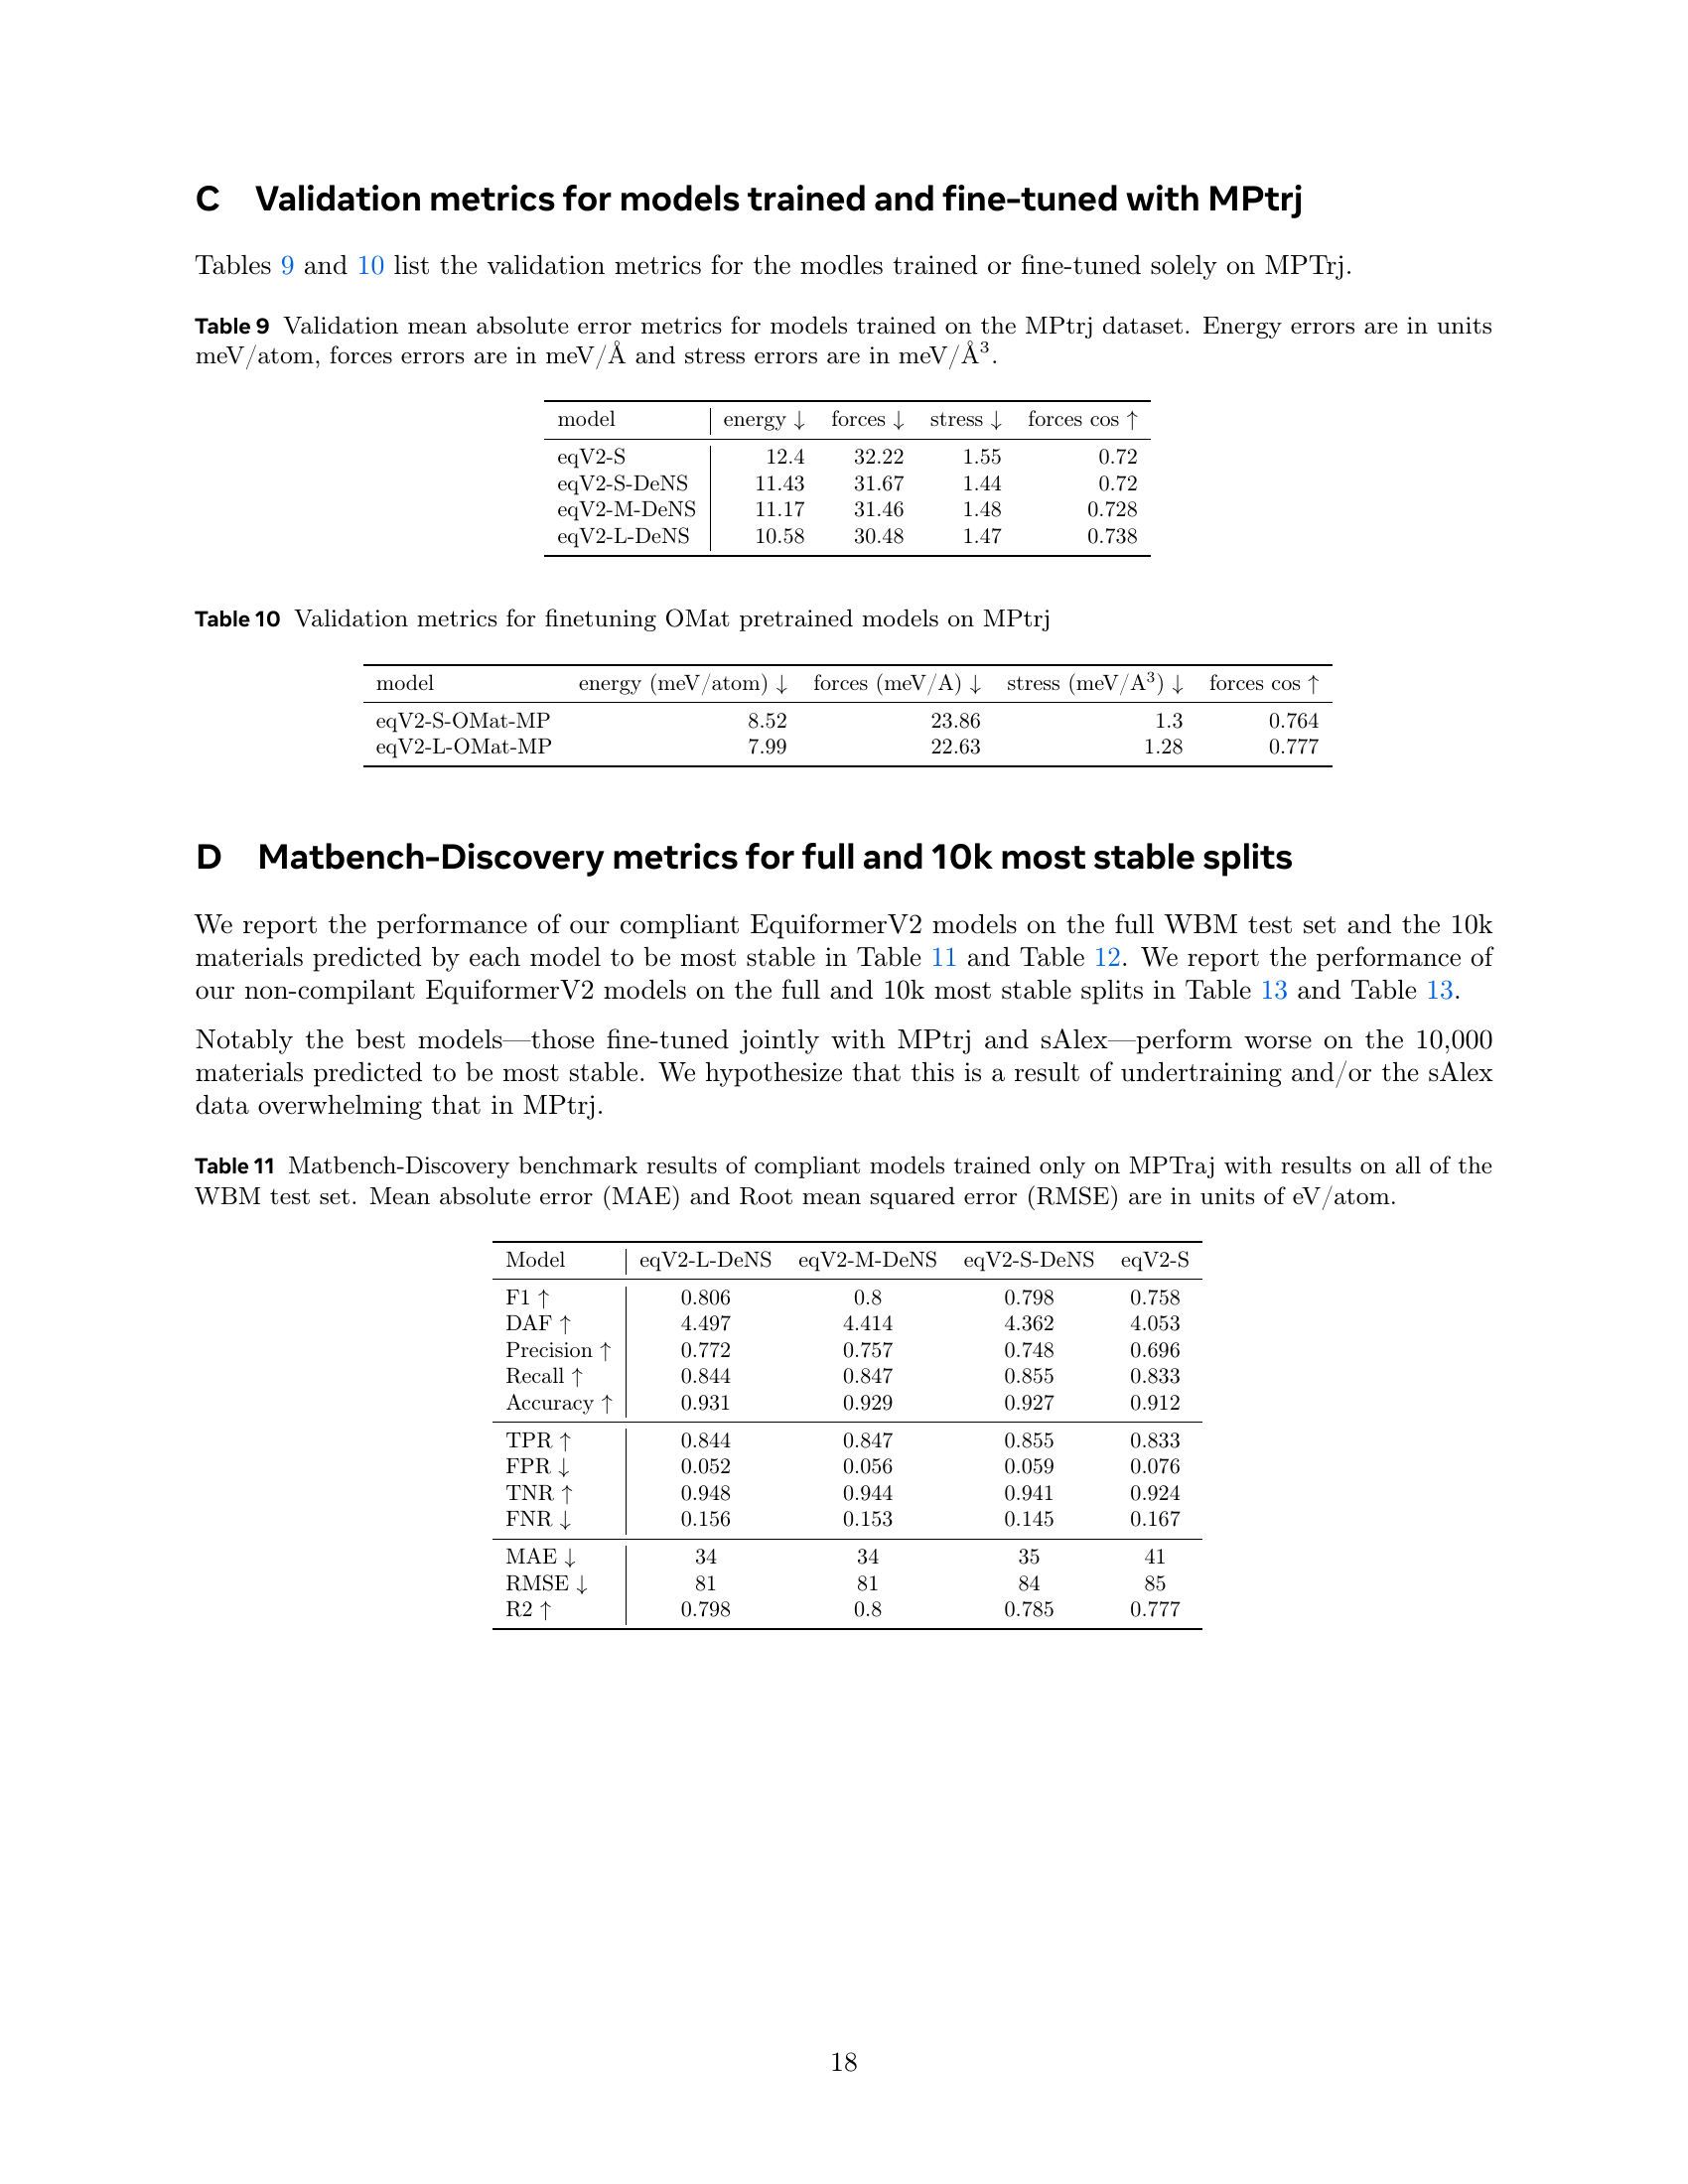 C Validation metrics for models trained and fine-tuned with MPtrj
Tables 9 and 10 list the validation metrics for the modles trained or fine-tuned solely on MPTrj.
Table 9 Validation mean absolute error metrics for models trained on the MPtrj dataset. Energy errors are in units
meV/atom, forces errors are in meV/Å and stress errors are in meV/Å³.
model energy ↓ forces ↓ stress ↓ forces cos ↑
eqV2-S 12.4 32.22 1.55 0.72
eqV2-S-DeNS 11.43 31.67 1.44 0.72
eqV2-M-DeNS 11.17 31.46 1.48 0.728
eqV2-L-DeNS 10.58 30.48 1.47 0.738
Table 10 Validation metrics for finetuning OMat pretrained models on MPtrj
model energy (meV/atom) ↓ forces (meV/A) ↓ stress (meV/A³) ↓ forces cos ↑
eqV2-S-OMat-MP 8.52 23.86 1.3 0.764
eqV2-L-OMat-MP 7.99 22.63 1.28 0.777
D Matbench-Discovery metrics for full and 10k most stable splits
We report the performance of our compliant EquiformerV2 models on the full WBM test set and the 10k
materials predicted by each model to be most stable in Table 11 and Table 12. We report the performance of
our non-compilant EquiformerV2 models on the full and 10k most stable splits in Table 13 and Table 13.
Notably the best models—those fine-tuned jointly with MPtrj and sAlex—perform worse on the 10,000
materials predicted to be most stable. We hypothesize that this is a result of undertraining and/or the sAlex
data overwhelming that in MPtrj.
Table 11 Matbench-Discovery benchmark results of compliant models trained only on MPTraj with results on all of the
WBM test set. Mean absolute error (MAE) and Root mean squared error (RMSE) are in units of eV/atom.
Model eqV2-L-DeNS eqV2-M-DeNS eqV2-S-DeNS eqV2-S
F1 ↑ 0.806 0.8 0.798 0.758
DAF ↑ 4.497 4.414 4.362 4.053
Precision ↑ 0.772 0.757 0.748 0.696
Recall ↑ 0.844 0.847 0.855 0.833
Accuracy ↑ 0.931 0.929 0.927 0.912
TPR ↑ 0.844 0.847 0.855 0.833
FPR ↓ 0.052 0.056 0.059 0.076
TNR ↑ 0.948 0.944 0.941 0.924
FNR ↓ 0.156 0.153 0.145 0.167
MAE ↓ 34 34 35 41
RMSE ↓ 81 81 84 85
R2 ↑ 0.798 0.8 0.785 0.777
18